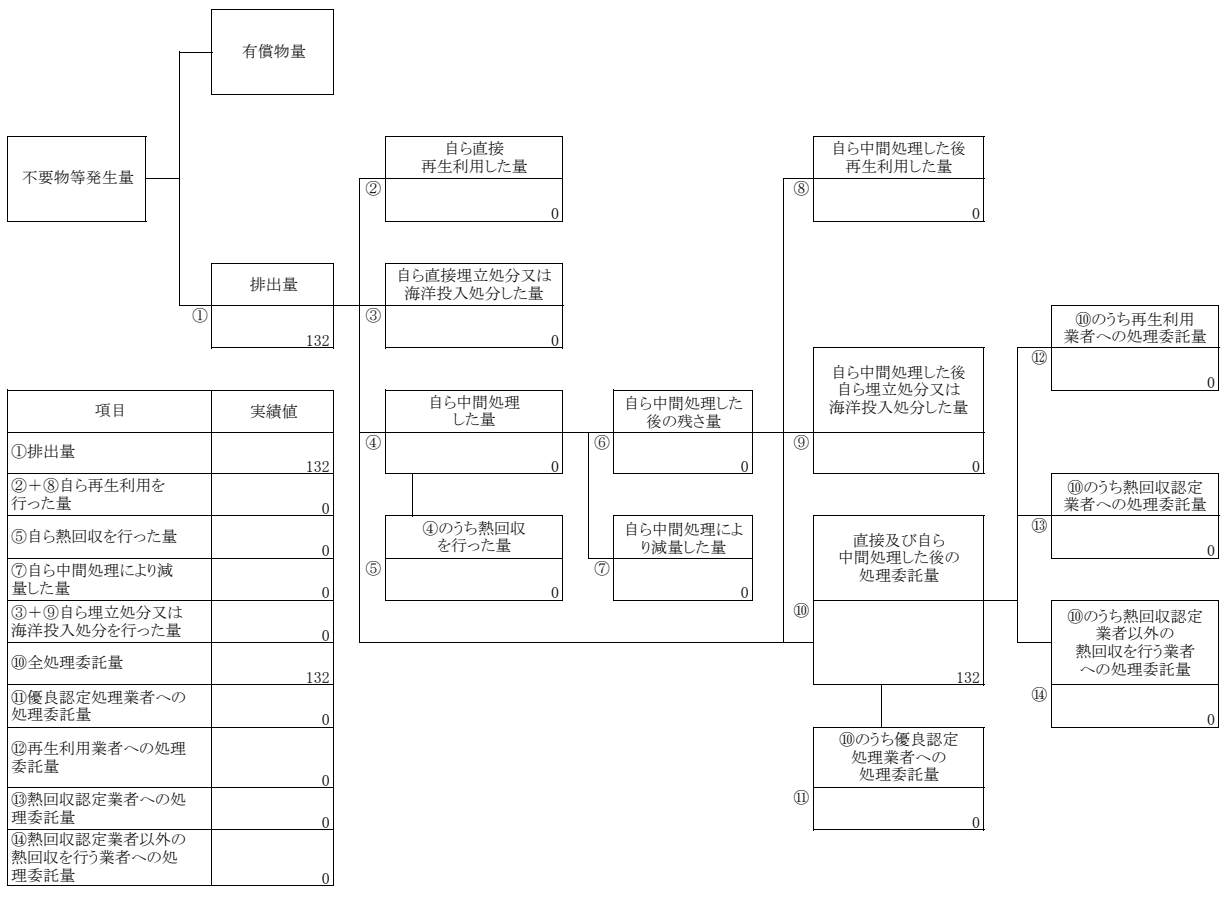 有償物量
不要物等発生量
自ら直接
再生利用した量
②
0
自ら中間処理した後
再生利用した量
⑧
0
排出量
①
132
自ら直接埋立処分又は
海洋投入処分した量
③
0
⑩のうち再生利用
業者への処理委託量
⑫
0
自ら中間処理
した量
④
0
自ら中間処理した
後の残さ量
⑥
0
自ら中間処理した後
自ら埋立処分又は
海洋投入処分した量
⑨
0
⑩のうち熱回収認定
業者への処理委託量
⑬
0
④のうち熱回収
を行った量
⑤
0
自ら中間処理によ
り減量した量
⑦
0
直接及び自ら
中間処理した後の
処理委託量
⑩
132
⑩のうち熱回収認定
業者以外の
熱回収を行う業者
への処理委託量
⑭
0
⑩のうち優良認定
処理業者への
処理委託量
⑪
0
項目 実績値
①排出量
132
②＋⑧自ら再生利用を
行った量
0
⑤自ら熱回収を行った量
0
⑦自ら中間処理により減
量した量
0
③＋⑨自ら埋立処分又は
海洋投入処分を行った量
0
⑩全処理委託量
132
⑪優良認定処理業者への
処理委託量
0
⑫再生利用業者への処理
委託量
0
⑬熱回収認定業者への処
理委託量
0
⑭熱回収認定業者以外の
熱回収を行う業者への処
理委託量
0